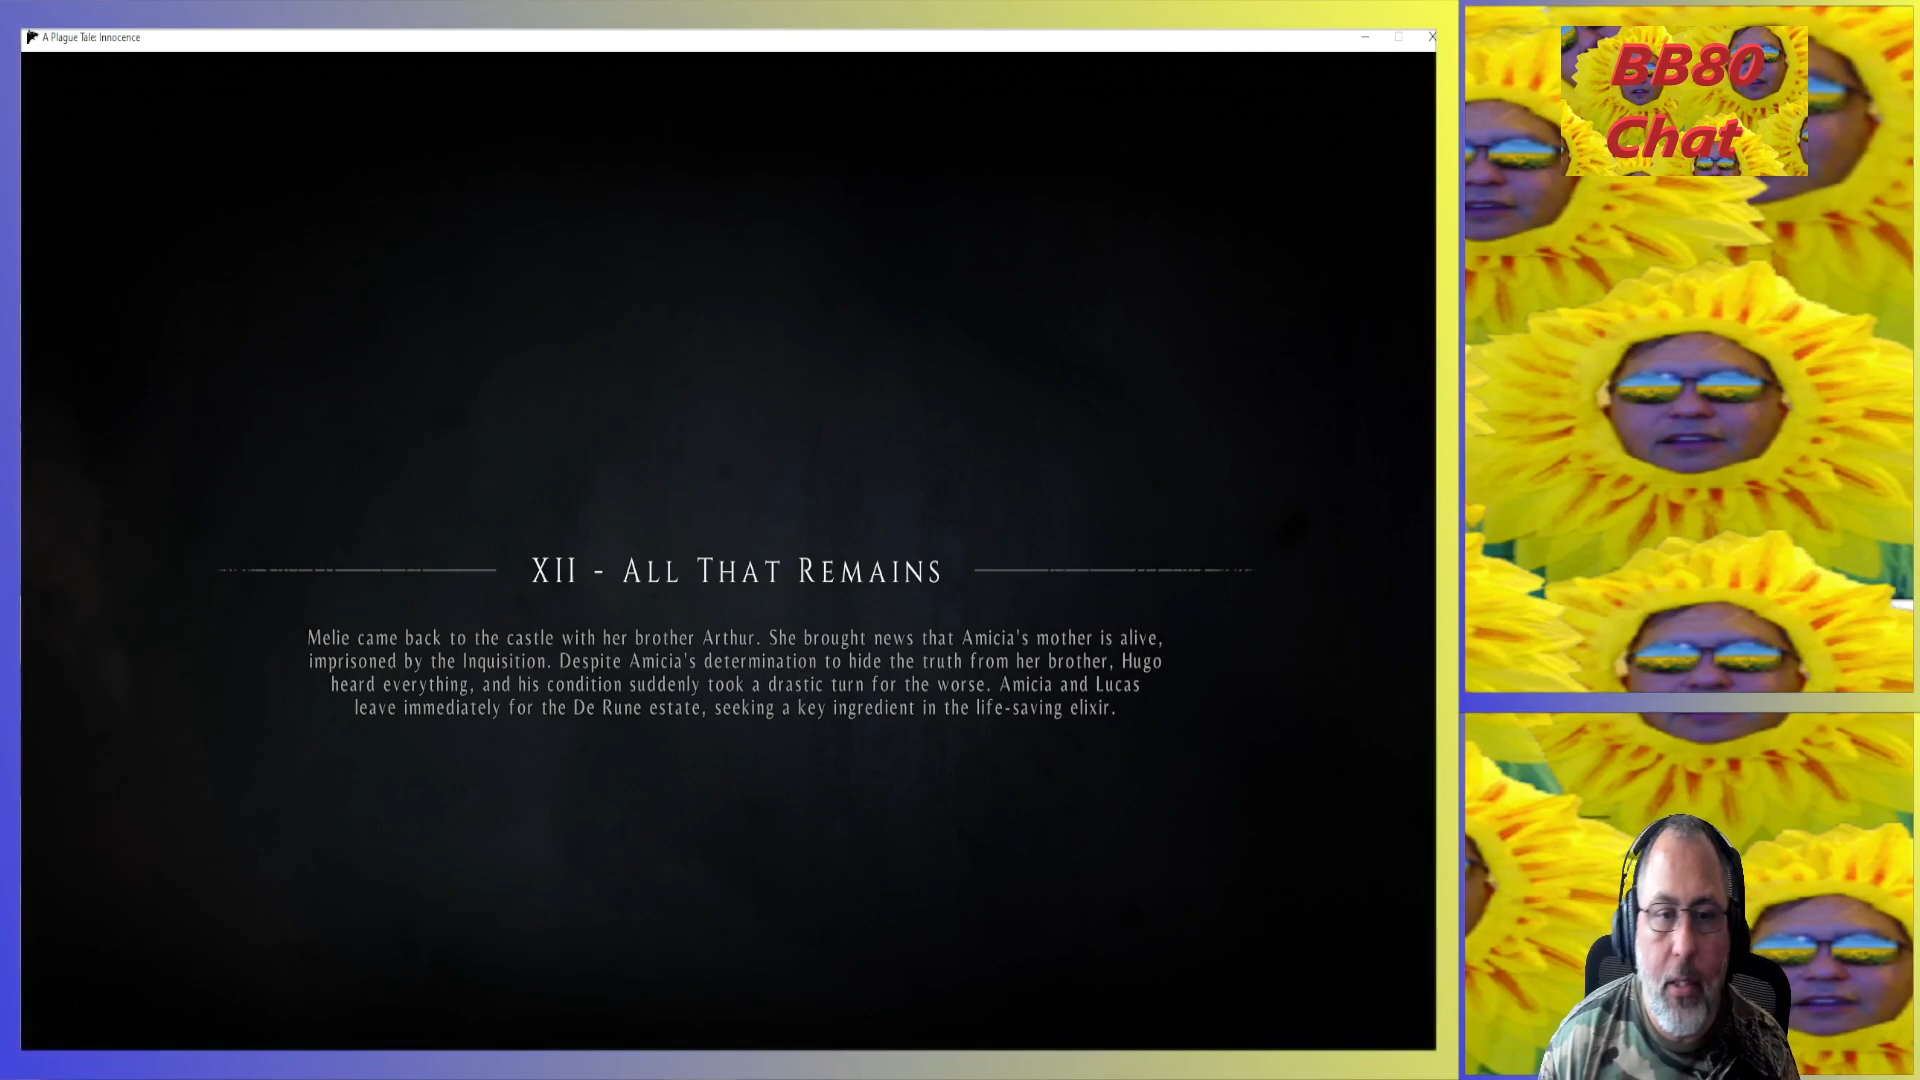 A Plague Tale: Innocence
BB80
Chat
XII - All That Remains
Melie came back to the castle with her brother Arthur. She brought news that Amicia's mother is alive,
imprisoned by the Inquisition. Despite Amicia's determination to hide the truth from her brother, Hugo
heard everything, and his condition suddenly took a drastic turn for the worse. Amicia and Lucas
leave immediately for the De Rune estate, seeking a key ingredient in the life-saving elixir.